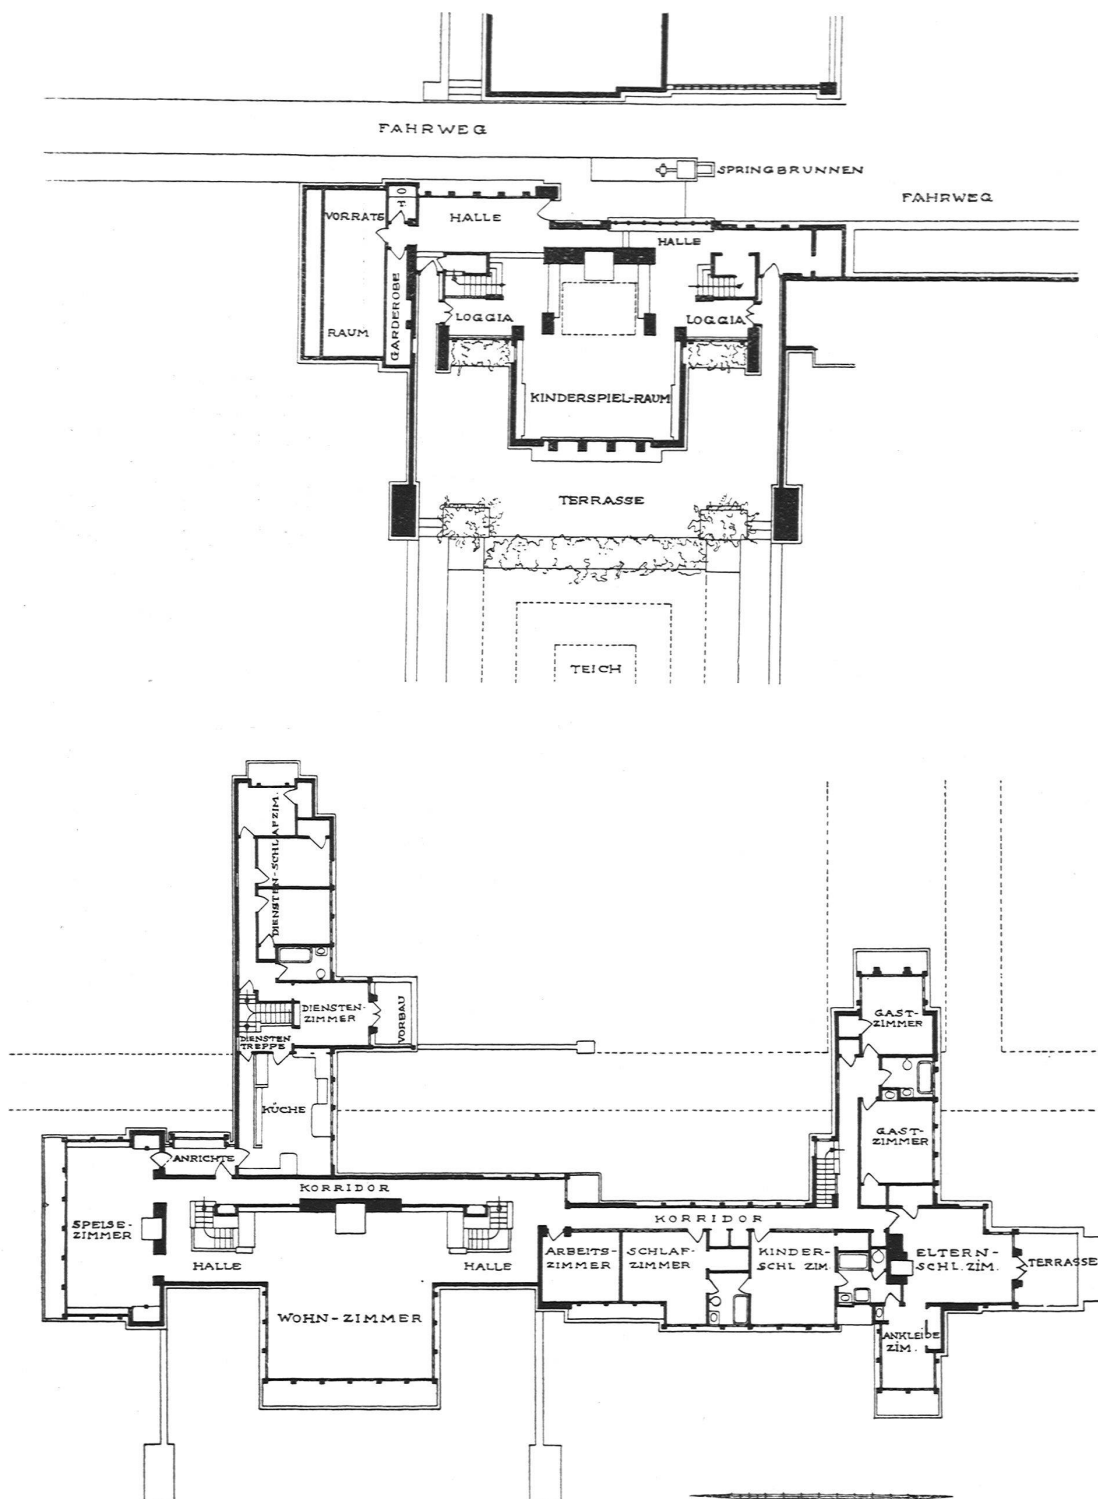 FAHRWEG
SPRINGBRUNNEN
FAHRWEG
VORRATS
RAUM
HALLE
HALLE
GARDEROBE
LOGGIA
LOGGIA
KINDERSPIEL-RAUM
TERRASSE
TEICH
DIENSTEN-SCHLAFZIM.
DIENSTEN-
ZIMMER
VORBAU
DIENSTEN
TREPPE
KÜCHE
ANRICHTE
KORRIDOR
SPEISE-
ZIMMER
HALLE
HALLE
WOHN-ZIMMER
GAST-
ZIMMER
GAST-
ZIMMER
KORRIDOR
ARBEITS-
ZIMMER
SCHLAF-
ZIMMER
KINDER-
SCHL ZIM.
ELTERN-
SCHL.ZIM.
TERRASSE
ANKLEIDE
ZIM.